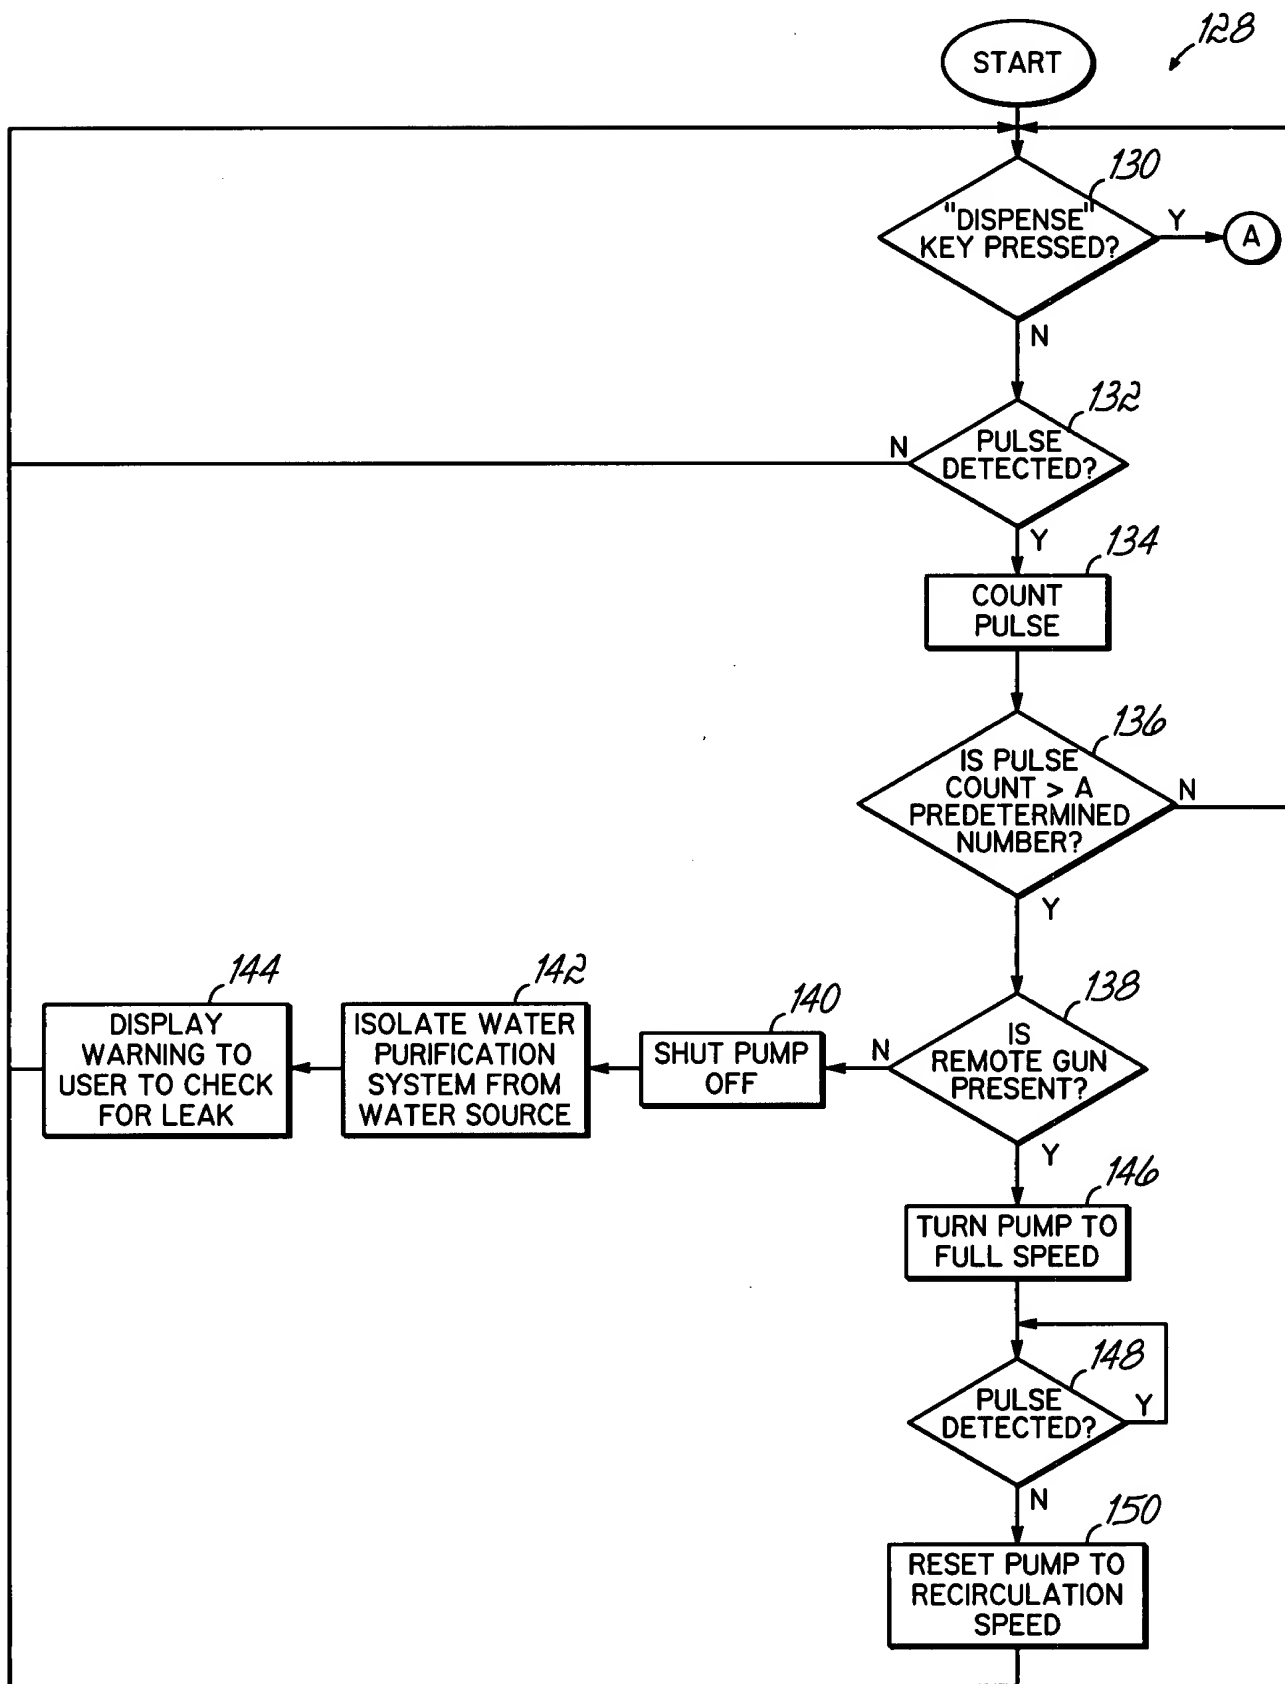 128
START
130
"DISPENSE"
KEY PRESSED?
Y
A
N
132
N
PULSE
DETECTED?
Y
134
COUNT
PULSE
136
IS PULSE
COUNT > A
PREDETERMINED
NUMBER?
N
Y
144
DISPLAY
WARNING TO
USER TO CHECK
FOR LEAK
142
ISOLATE WATER
PURIFICATION
SYSTEM FROM
WATER SOURCE
140
SHUT PUMP
OFF
N
138
IS
REMOTE GUN
PRESENT?
Y
146
TURN PUMP TO
FULL SPEED
148
PULSE
DETECTED?
Y
N
150
RESET PUMP TO
RECIRCULATION
SPEED